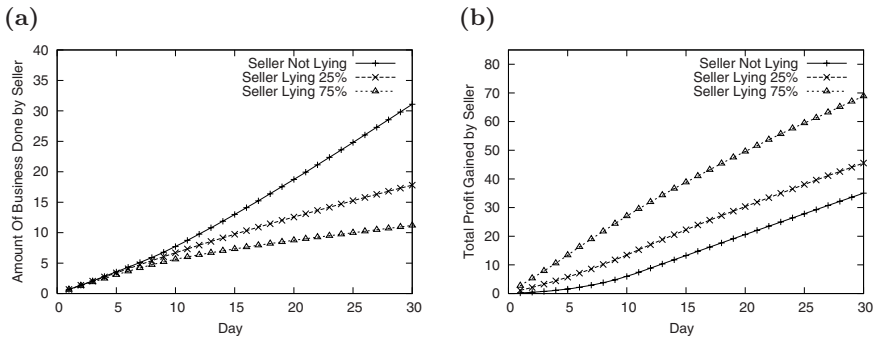 (a)
40
35
30
25
20
15
10
5
0
0 5 10 15 20 25 30
Amount Of Business Done by Seller
Day
Seller Not Lying
Seller Lying 25%
Seller Lying 75%
(b)
80
70
60
50
40
30
20
10
0
0 5 10 15 20 25 30
Total Profit Gained by Seller
Day
Seller Not Lying
Seller Lying 25%
Seller Lying 75%